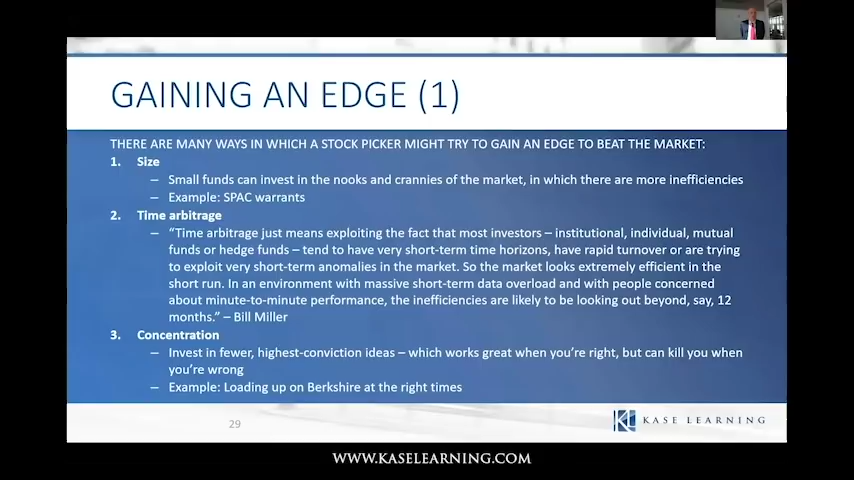 GAINING AN EDGE (1)
THERE ARE MANY WAYS IN WHICH A STOCK PICKER MIGHT TRY TO GAIN AN EDGE TO BEAT THE MARKET:
1. Size
– Small funds can invest in the nooks and crannies of the market, in which there are more inefficiencies
– Example: SPAC warrants
2. Time arbitrage
– “Time arbitrage just means exploiting the fact that most investors – institutional, individual, mutual
funds or hedge funds – tend to have very short-term time horizons, have rapid turnover or are trying
to exploit very short-term anomalies in the market. So the market looks extremely efficient in the
short run. In an environment with massive short-term data overload and with people concerned
about minute-to-minute performance, the inefficiencies are likely to be looking out beyond, say, 12
months.” – Bill Miller
3. Concentration
– Invest in fewer, highest-conviction ideas – which works great when you’re right, but can kill you when
you’re wrong
– Example: Loading up on Berkshire at the right times
29
KASE LEARNING
WWW.KASELEARNING.COM